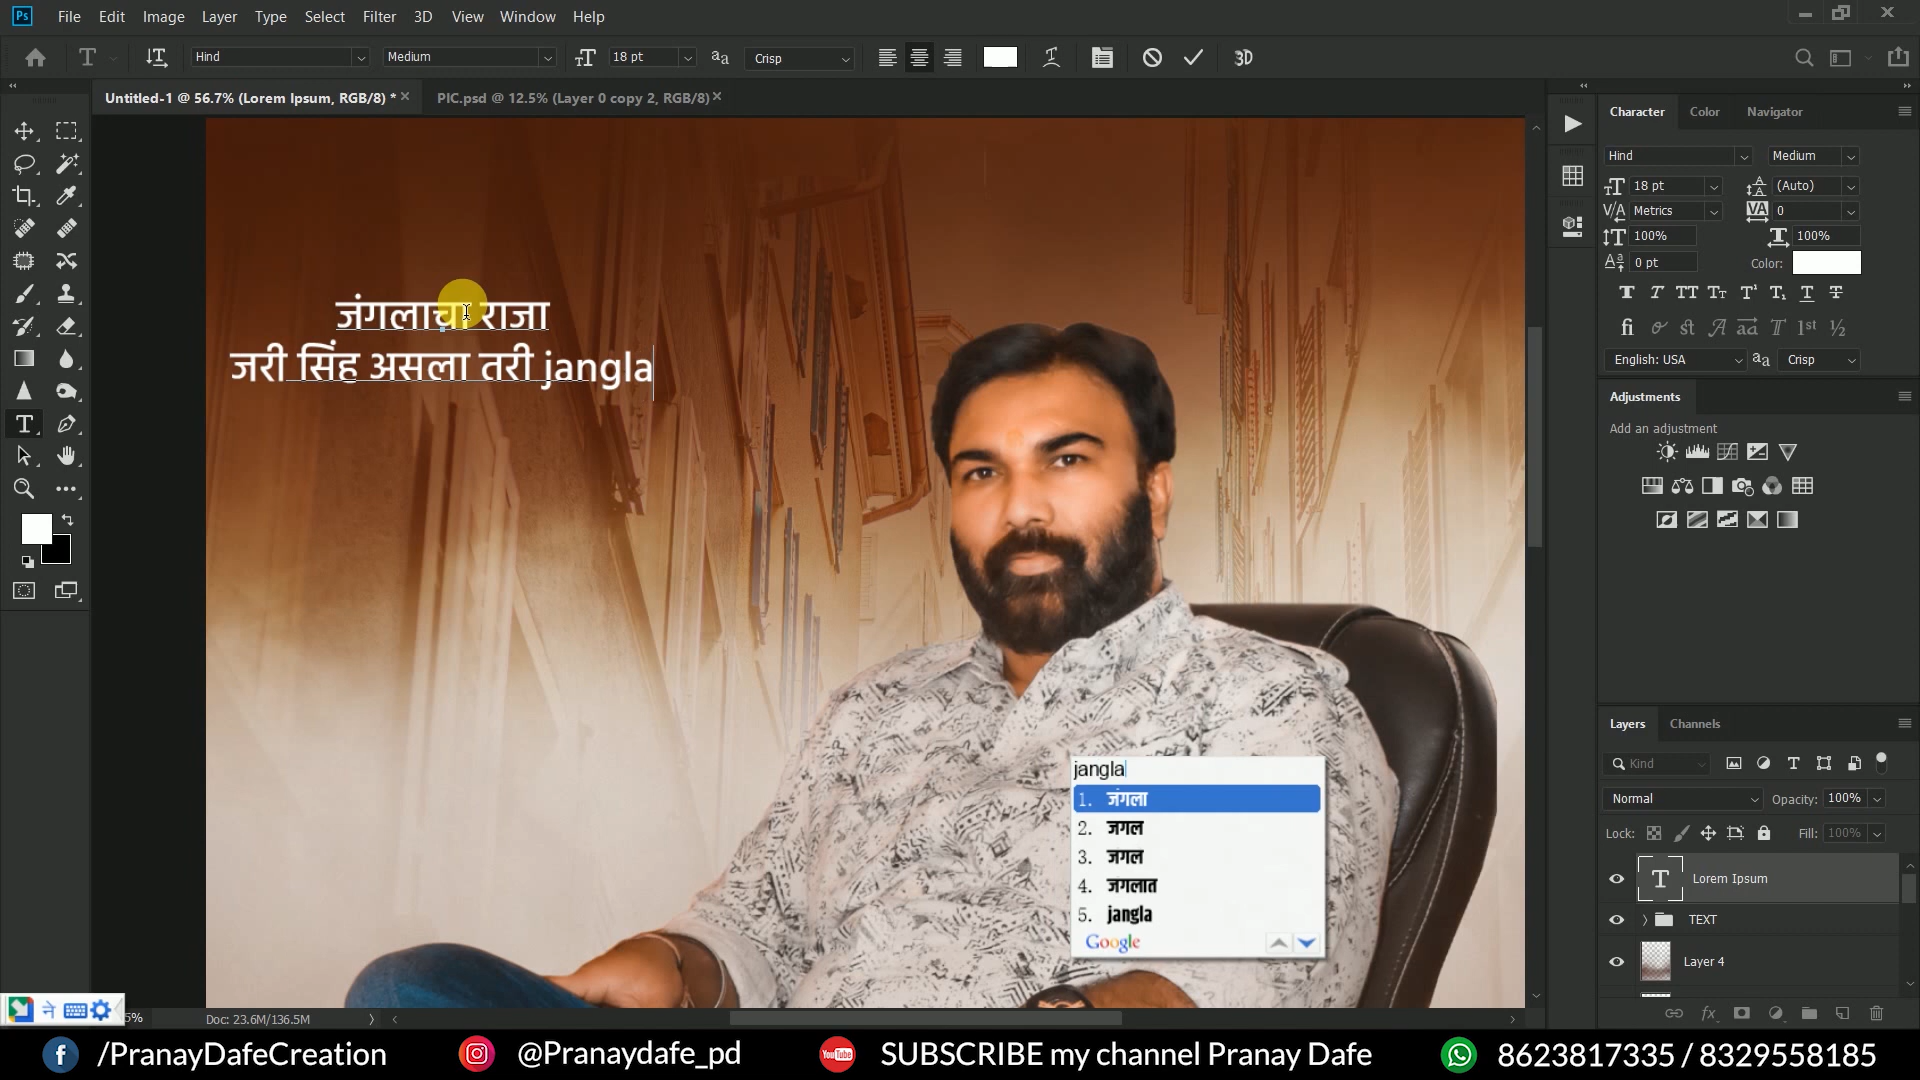 Ps File Edit Image Layer Type Select Filter 3D View Window Help
Hind Medium 18 pt Crisp 3D
Untitled-1 @ 56.7% (Lorem Ipsum, RGB/8) * PIC.psd @ 12.5% (Layer 0 copy 2, RGB/8)
Character Color Navigator
Hind Medium
18 pt (Auto)
Metrics 0
100% 100%
0 pt Color:
English: USA Crisp
Adjustments
Add an adjustment
जंगलाचा राजा
जरी सिंह असला तरी jangla
jangla
1. जंगला
2. जगल
3. जगल
4. जगलात
5. jangla
Google
Layers Channels
Kind
Normal Opacity: 100%
Lock: Fill: 100%
Lorem Ipsum
TEXT
Layer 4
ने 5% Doc: 23.6M/136.5M
/PranayDafeCreation @Pranaydafe_pd YouTube SUBSCRIBE my channel Pranay Dafe 8623817335 / 8329558185